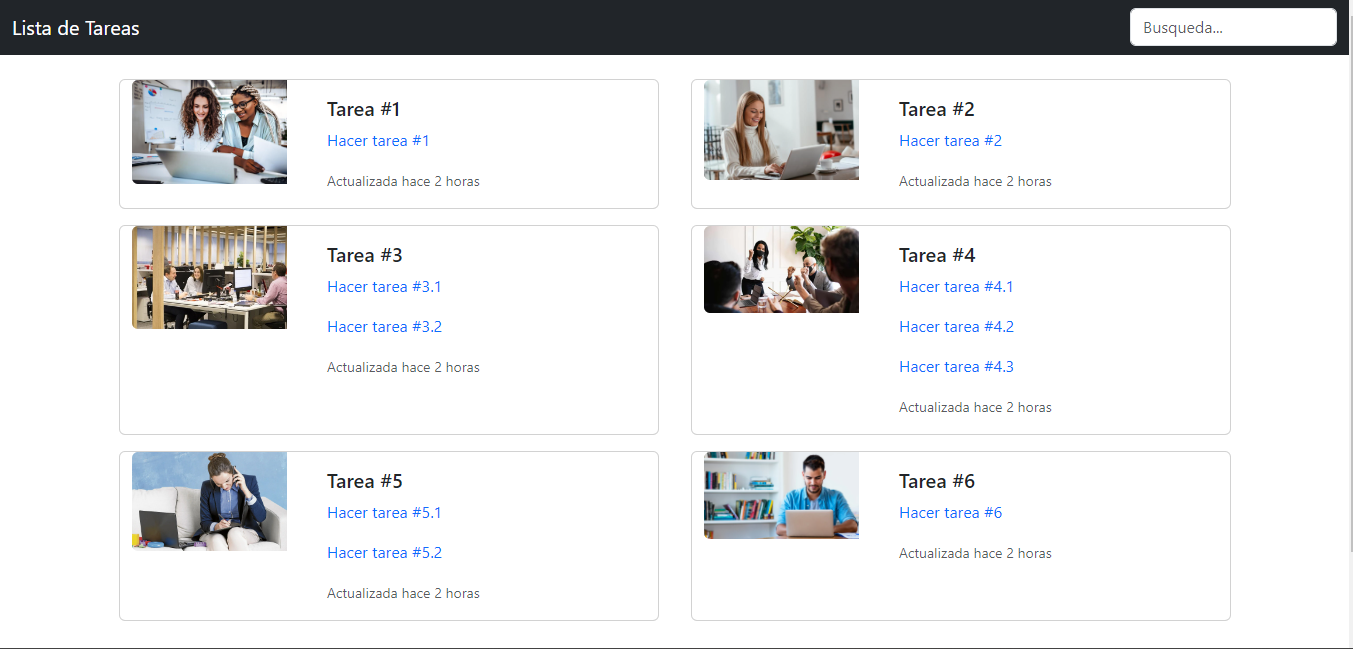 Lista de Tareas
Busqueda...
Tarea #1
Hacer tarea #1
Actualizada hace 2 horas
Tarea #2
Hacer tarea #2
Actualizada hace 2 horas
Tarea #3
Hacer tarea #3.1
Hacer tarea #3.2
Actualizada hace 2 horas
Tarea #4
Hacer tarea #4.1
Hacer tarea #4.2
Hacer tarea #4.3
Actualizada hace 2 horas
Tarea #5
Hacer tarea #5.1
Hacer tarea #5.2
Actualizada hace 2 horas
Tarea #6
Hacer tarea #6
Actualizada hace 2 horas